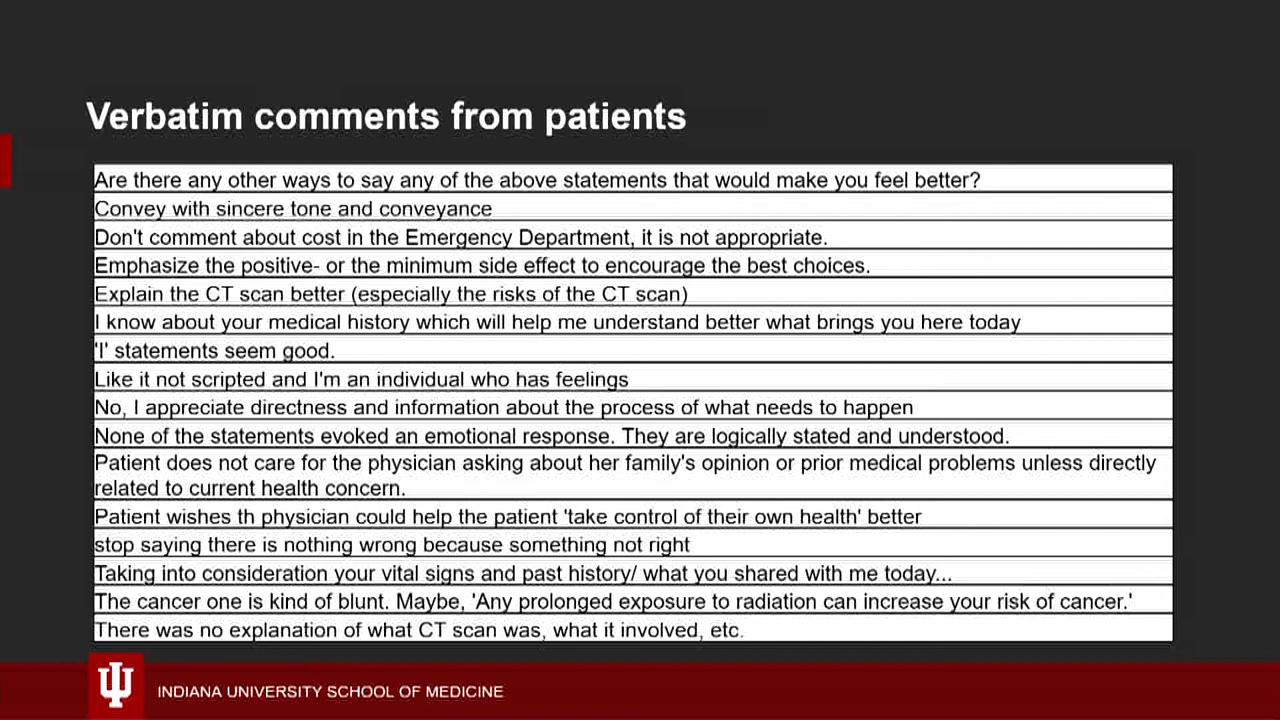 Verbatim comments from patients
Are there any other ways to say any of the above statements that would make you feel better?
Convey with sincere tone and conveyance
Don't comment about cost in the Emergency Department, it is not appropriate.
Emphasize the positive- or the minimum side effect to encourage the best choices.
Explain the CT scan better (especially the risks of the CT scan)
I know about your medical history which will help me understand better what brings you here today
'I' statements seem good.
Like it not scripted and I'm an individual who has feelings
No, I appreciate directness and information about the process of what needs to happen
None of the statements evoked an emotional response. They are logically stated and understood.
Patient does not care for the physician asking about her family's opinion or prior medical problems unless directly
related to current health concern.
Patient wishes th physician could help the patient 'take control of their own health' better
stop saying there is nothing wrong because something not right
Taking into consideration your vital signs and past history/ what you shared with me today...
The cancer one is kind of blunt. Maybe, 'Any prolonged exposure to radiation can increase your risk of cancer.'
There was no explanation of what CT scan was, what it involved, etc.
INDIANA UNIVERSITY SCHOOL OF MEDICINE